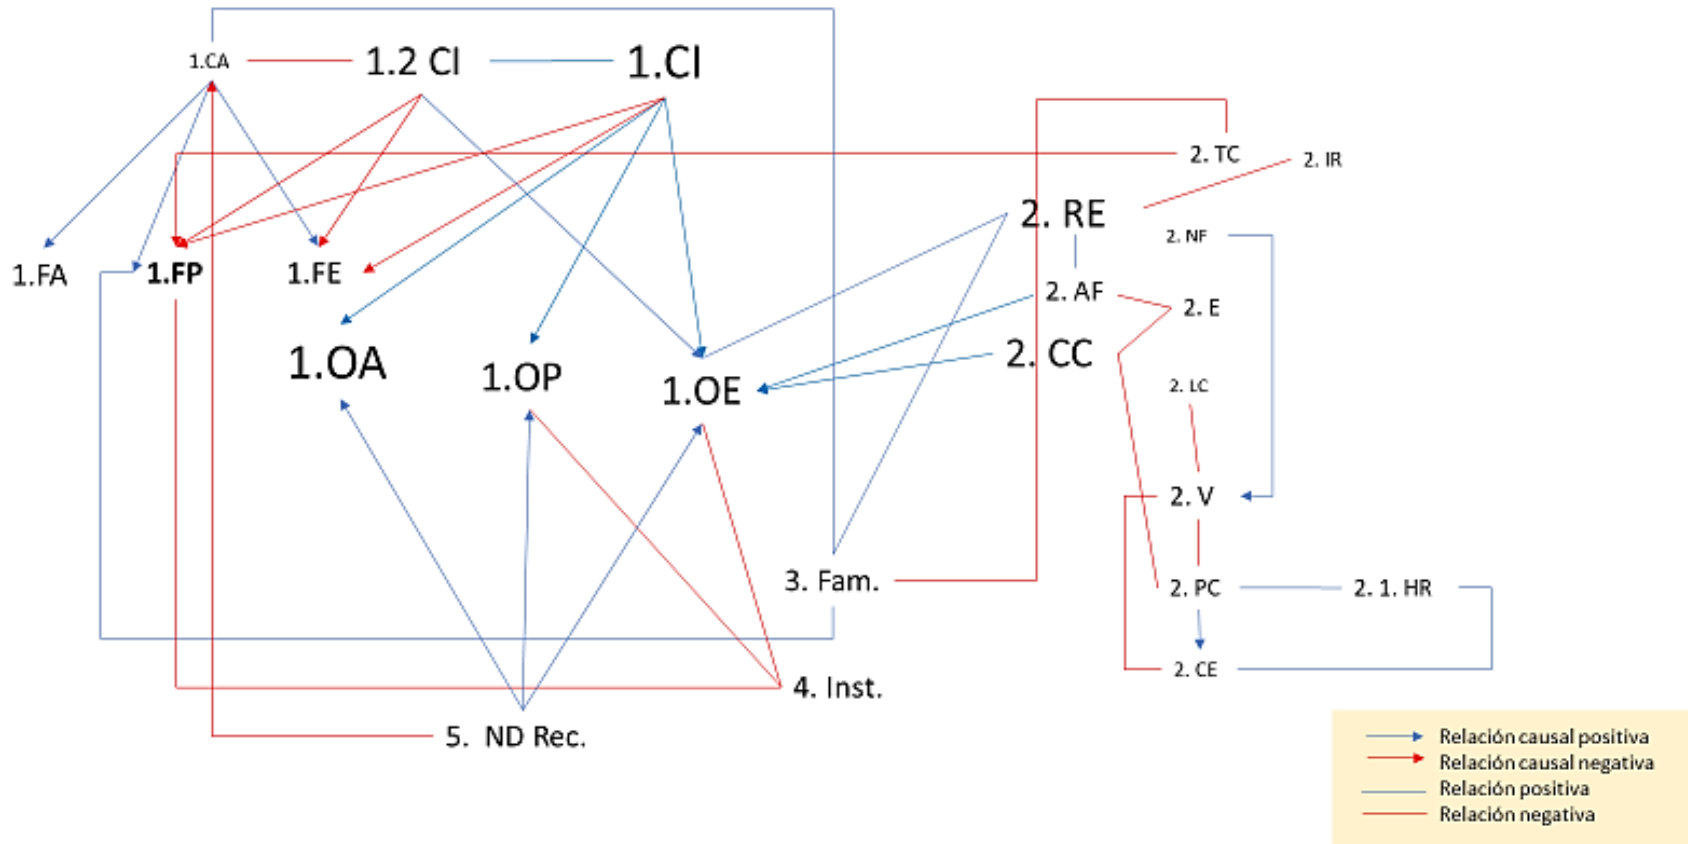 1.CA
1.2 CI
1.CI
2. TC
2. IR
2. RE
2. NF
1.FA
1.FP
1.FE
2. AF
2. E
1.OA
1.OP
1.OE
2. CC
2. LC
2. V
3. Fam.
2. PC
2. 1. HR
2. CE
4. Inst.
5. ND Rec.
Relación causal positiva
Relación causal negativa
Relación positiva
Relación negativa